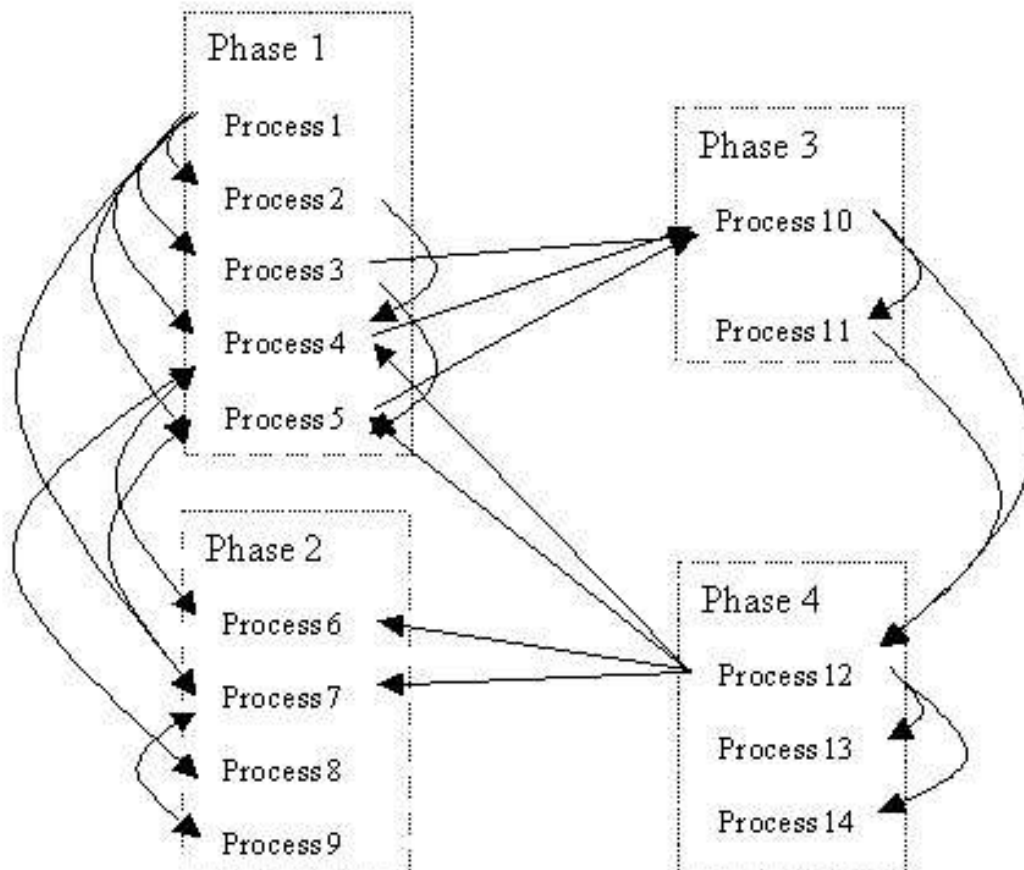 Phase 1
Process 1
Process 2
Process 3
Process 4
Process 5
Phase 2
Process 6
Process 7
Process 8
Process 9
Phase 3
Process 10
Process 11
Phase 4
Process 12
Process 13
Process 14